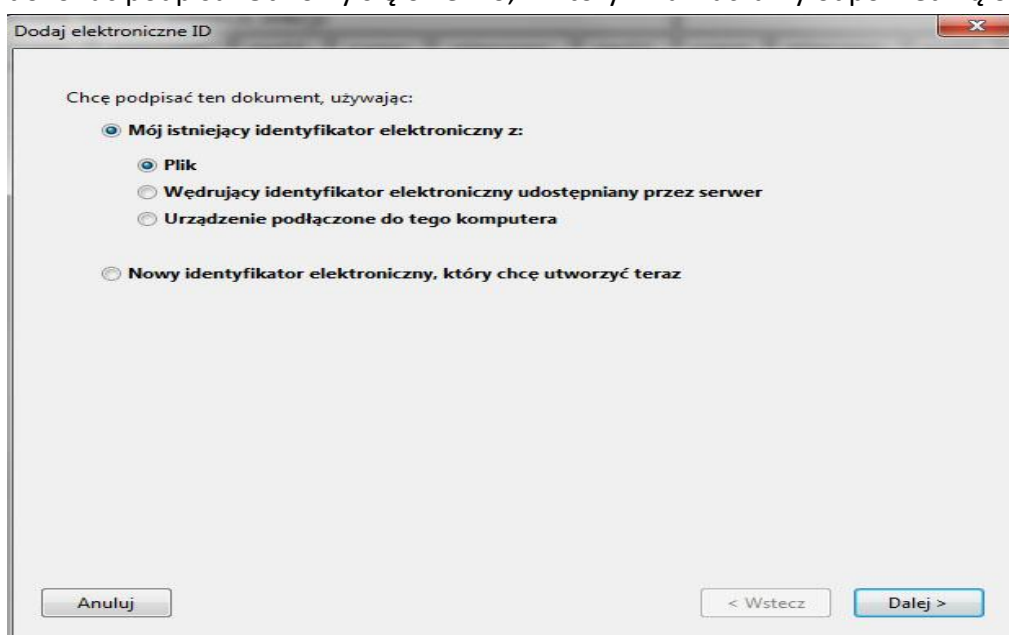 Dodaj elektroniczne ID
Chcę podpisać ten dokument, używając:
Mój istniejący identyfikator elektroniczny z:
Plik
Wędrujący identyfikator elektroniczny udostępniany przez serwer
Urządzenie podłączone do tego komputera
Nowy identyfikator elektroniczny, który chcę utworzyć teraz
Anuluj
< Wstecz
Dalej >